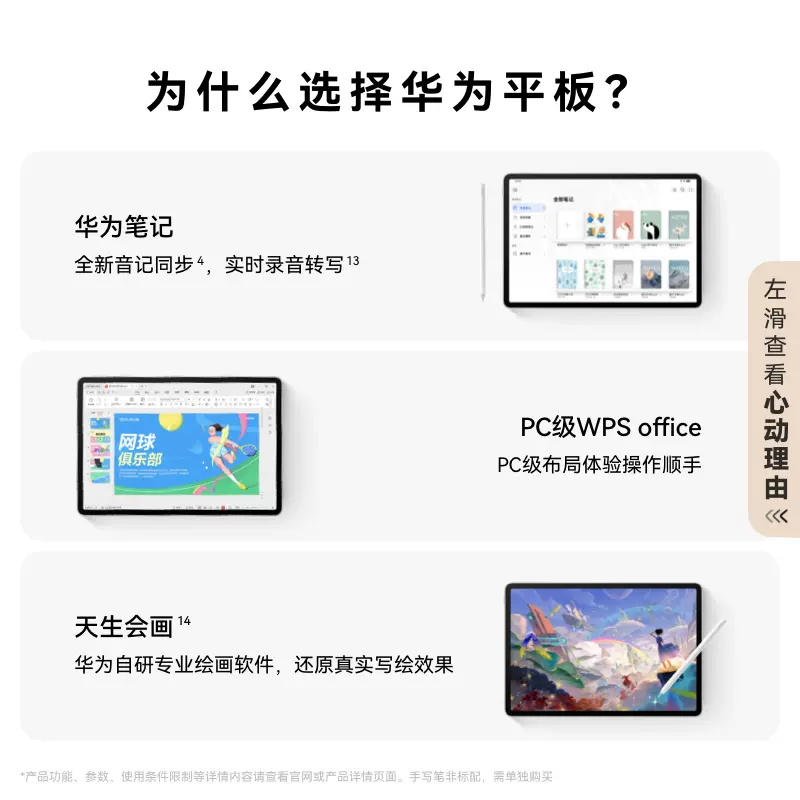 为什么选择华为平板？
华为笔记
全新音记同步4，实时录音转写13
全部笔记
PC级WPS office
PC级布局体验操作顺手
网球
俱乐部
天生会画14
华为自研专业绘画软件，还原真实写绘效果
左滑查看心动理由
*产品功能、参数、使用条件限制等详情内容请查看官网或产品详情页面。手写笔非标配，需单独购买